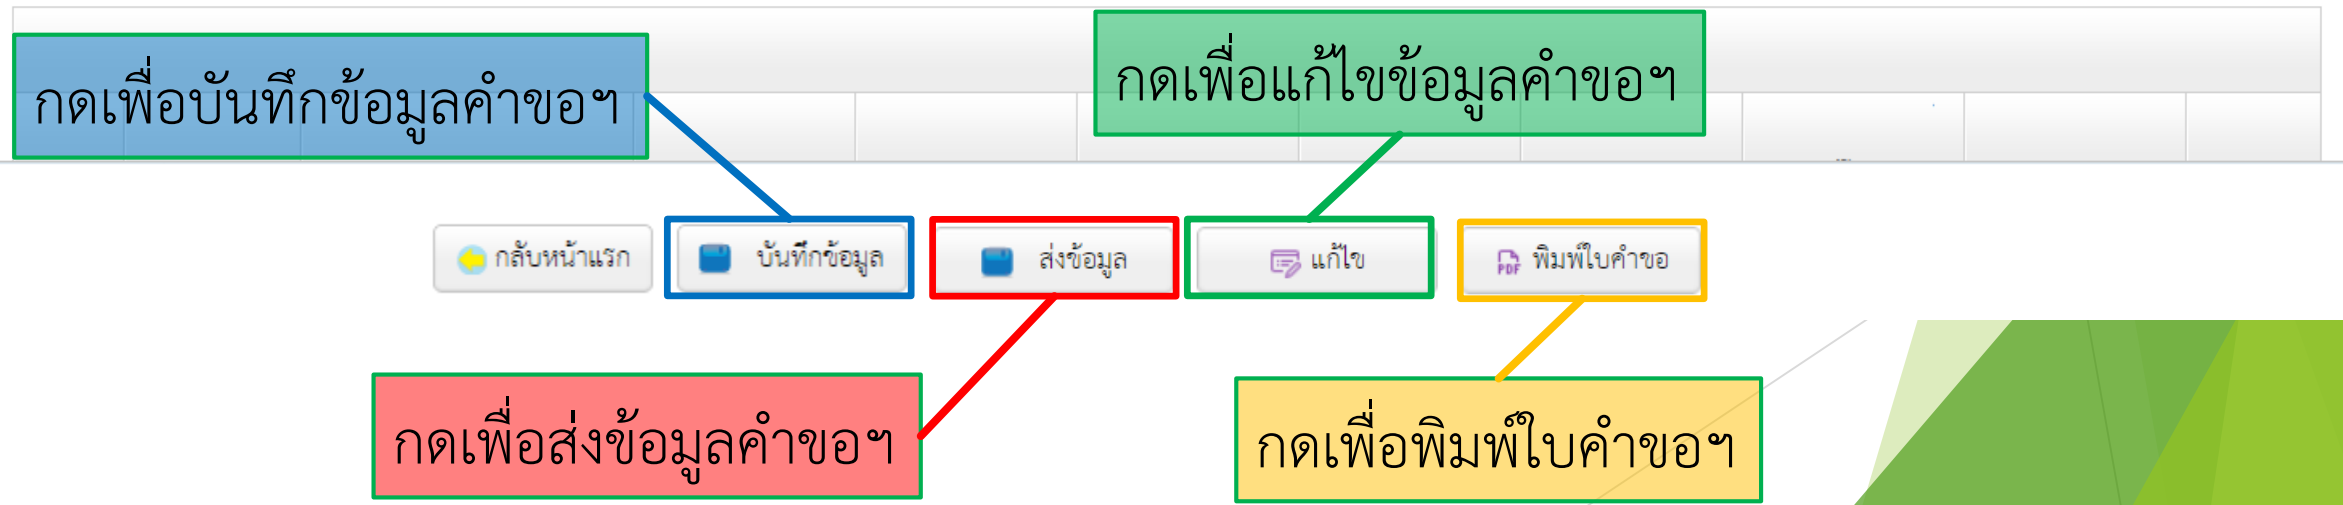 กดเพื่อแก้ไขข้อมูลคำขอฯ
กดเพื่อบันทึกข้อมูลคำขอฯ
กลับหน้าแรก
บันทึกข้อมูล
ส่งข้อมูล
แก้ไข
PDF
พิมพ์ใบคำขอ
กดเพื่อส่งข้อมูลคำขอฯ
กดเพื่อพิมพ์ใบคำขอฯ